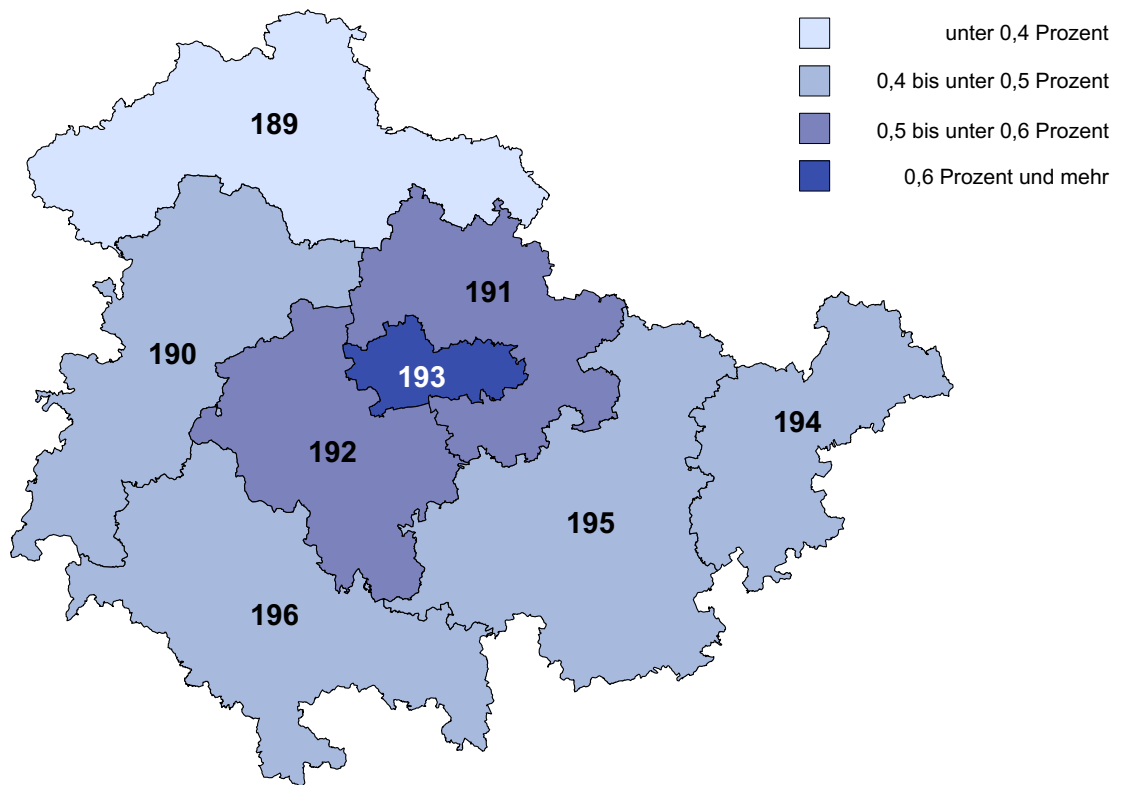 unter 0,4 Prozent
0,4 bis unter 0,5 Prozent
0,5 bis unter 0,6 Prozent
0,6 Prozent und mehr
189
191
190
193
194
192
195
196